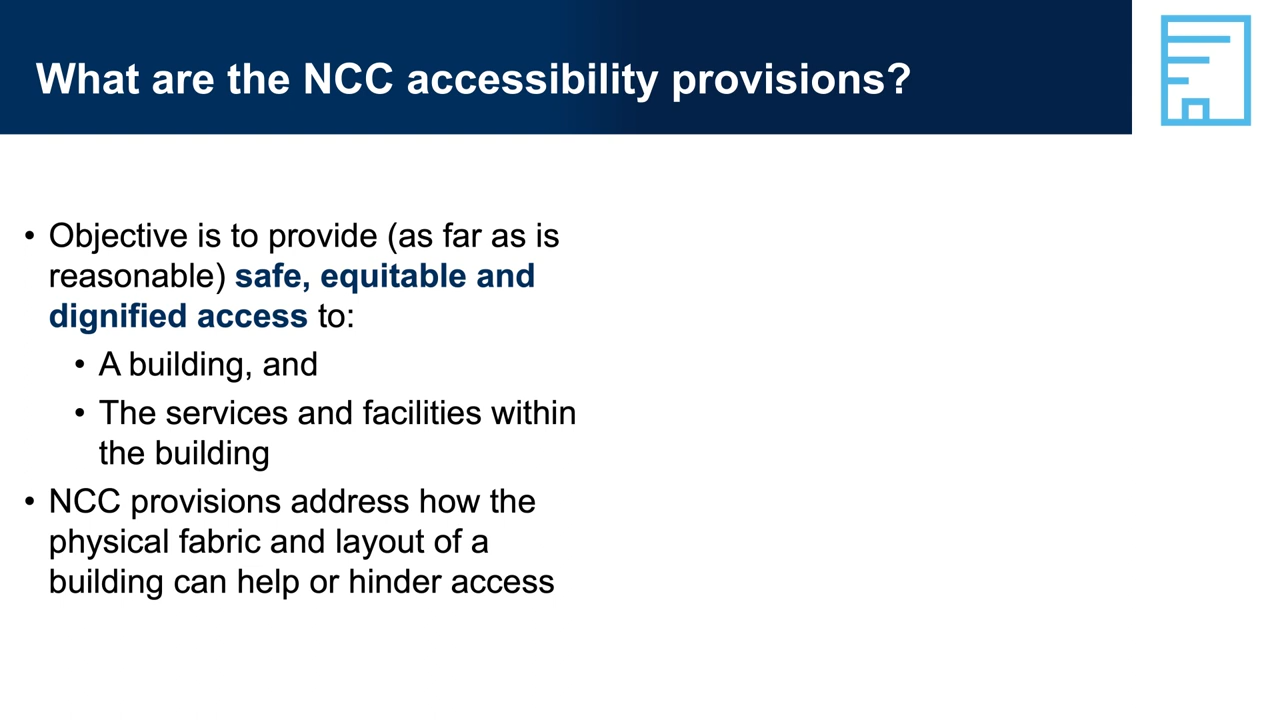 What are the NCC accessibility provisions?
• Objective is to provide (as far as is
reasonable) safe, equitable and
dignified access to:
• A building, and
• The services and facilities within
the building
• NCC provisions address how the
physical fabric and layout of a
building can help or hinder access